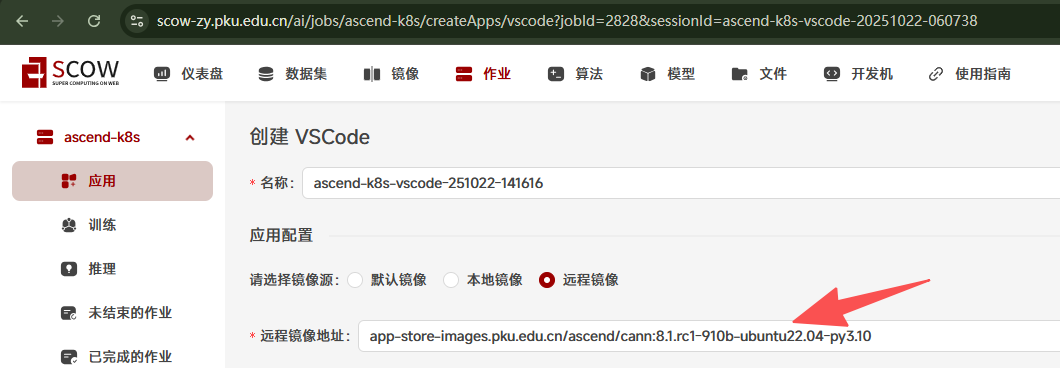 scow-zy.pku.edu.cn/ai/jobs/ascend-k8s/createApps/vscode?jobId=2828&sessionId=ascend-k8s-vscode-20251022-060738
SCOW
SUPER COMPUTING ON WEB
仪表盘 数据集 镜像 作业 算法 模型 文件 开发机 使用指南
ascend-k8s
应用
训练
推理
未结束的作业
已完成的作业
创建 VSCode
* 名称: ascend-k8s-vscode-251022-141616
应用配置
请选择镜像源: 默认镜像 本地镜像 远程镜像
* 远程镜像地址: app-store-images.pku.edu.cn/ascend/cann:8.1.rc1-910b-ubuntu22.04-py3.10